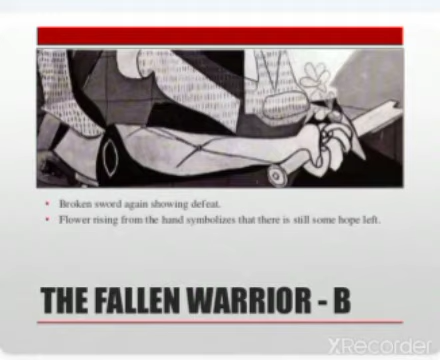 • Broken sword again showing defeat.
• Flower rising from the hand symbolizes that there is still some hope left.
THE FALLEN WARRIOR - B
XRecorder